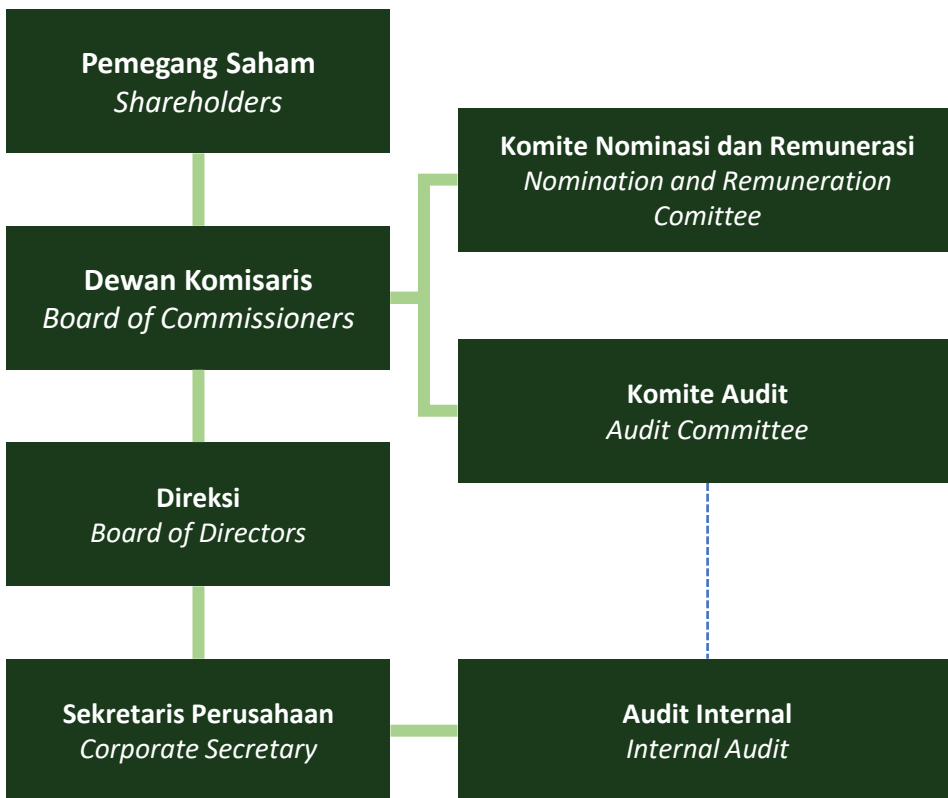 Pemegang Saham
Shareholders
Komite Nominasi dan Remunerasi
Nomination and Remuneration
Comittee
Dewan Komisaris
Board of Commissioners
Komite Audit
Audit Committee
Direksi
Board of Directors
Sekretaris Perusahaan
Corporate Secretary
Audit Internal
Internal Audit